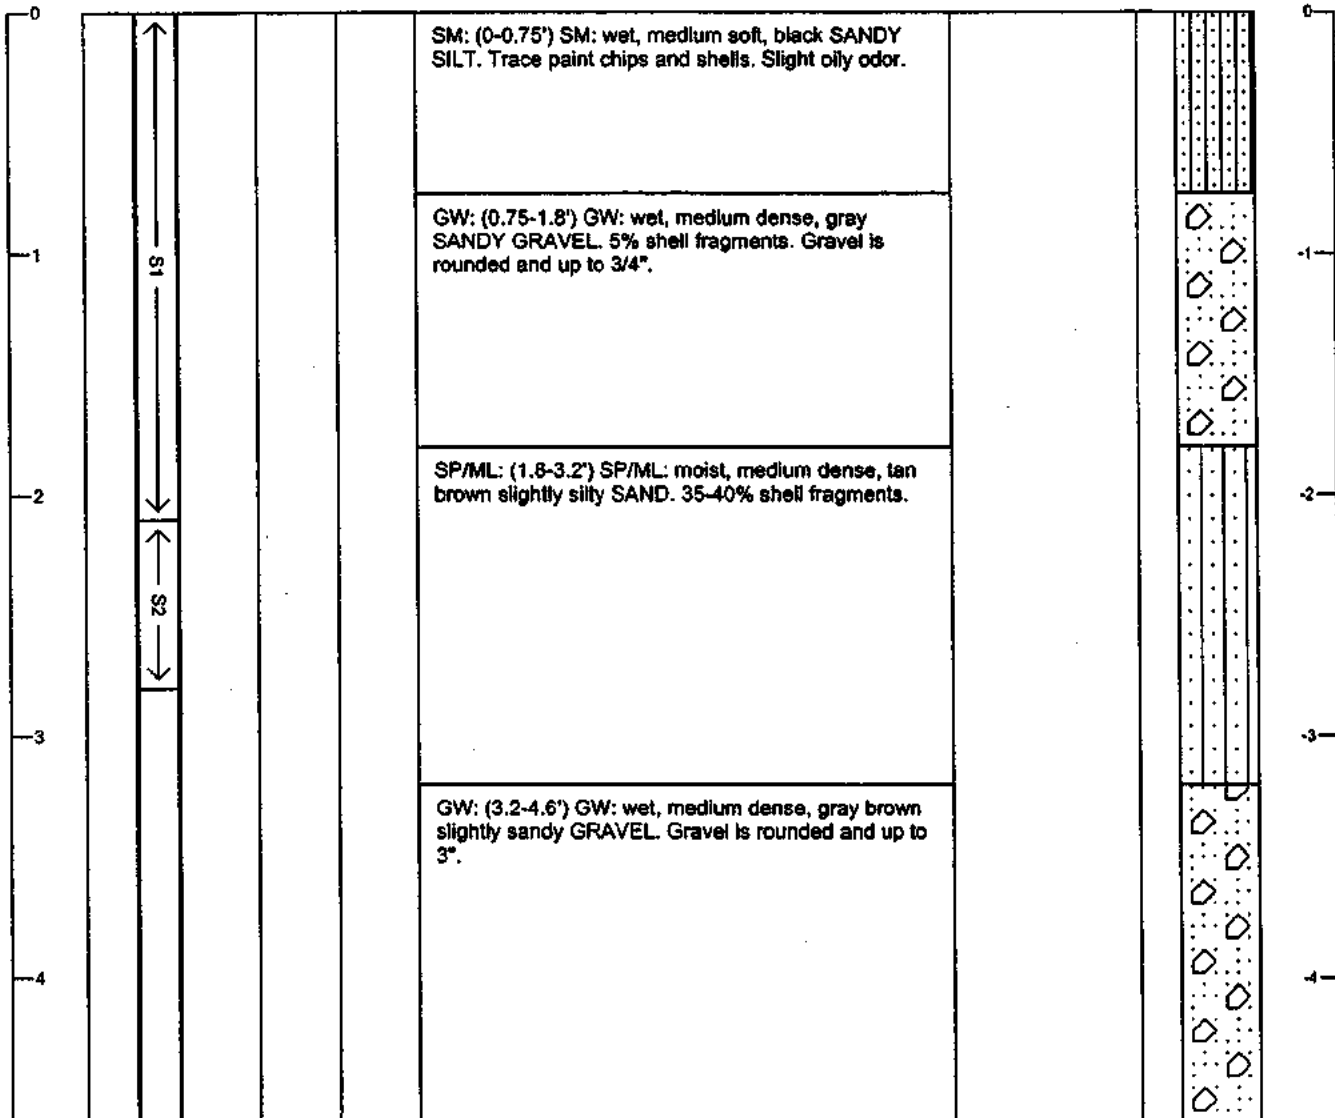 0
0
SM: (0-0.75') SM: wet, medium soft, black SANDY
SILT. Trace paint chips and shells. Slight oily odor.
GW: (0.75-1.8') GW: wet, medium dense, gray
SANDY GRAVEL. 5% shell fragments. Gravel is
rounded and up to 3/4".
1
S1
-1
SP/ML: (1.8-3.2') SP/ML: moist, medium dense, tan
brown slightly silty SAND. 35-40% shell fragments.
2
-2
S2
3
-3
GW: (3.2-4.6') GW: wet, medium dense, gray brown
slightly sandy GRAVEL. Gravel is rounded and up to
3".
4
-4